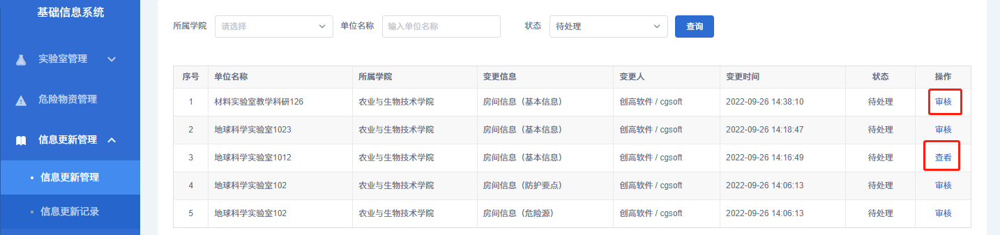 基础信息系统
实验室管理
危险物资管理
信息更新管理
信息更新管理
信息更新记录
所属学院 请选择 单位名称 输入单位名称 状态 待处理 查询
序号 单位名称 所属学院 变更信息 变更人 变更时间 状态 操作
1 材料实验室教学科研126 农业与生物技术学院 房间信息（基本信息） 创高软件 / cgsoft 2022-09-26 14:38:10 待处理 审核
2 地球科学实验室1023 农业与生物技术学院 房间信息（基本信息） 创高软件 / cgsoft 2022-09-26 14:18:47 待处理 审核
3 地球科学实验室1012 农业与生物技术学院 房间信息（基本信息） 创高软件 / cgsoft 2022-09-26 14:16:49 待处理 查看
4 地球科学实验室102 农业与生物技术学院 房间信息（防护要点） 创高软件 / cgsoft 2022-09-26 14:06:13 待处理 审核
5 地球科学实验室102 农业与生物技术学院 房间信息（危险源） 创高软件 / cgsoft 2022-09-26 14:06:13 待处理 审核